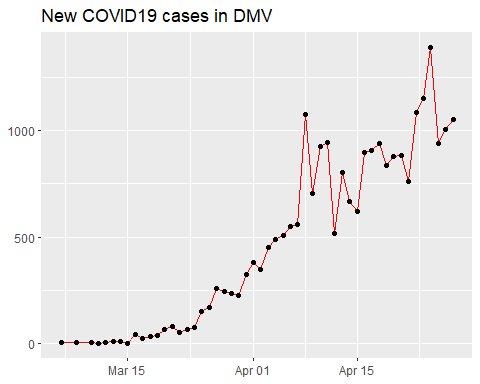 New COVID19 cases in DMV
1000
500
0
Mar 15
Apr 01
Apr 15